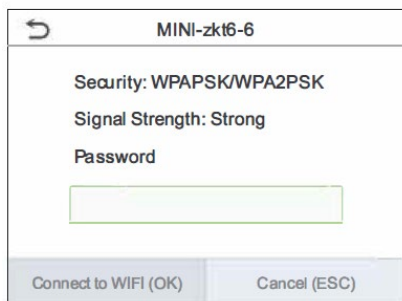 MINI-zkt6-6
Security: WPAPSK/WPA2PSK
Signal Strength: Strong
Password
Connect to WIFI (OK)
Cancel (ESC)